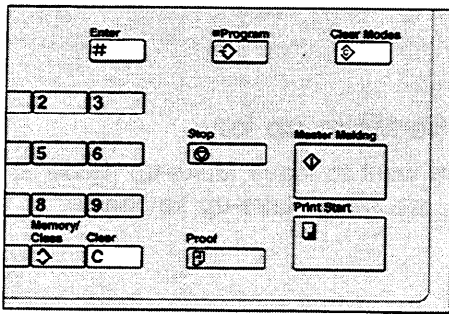 Enter
#
⌗Program
Clear Modes
2
3
Stop
Master Making
5
6
8
9
Print Start
Memory/
Class
Clear
C
Proof